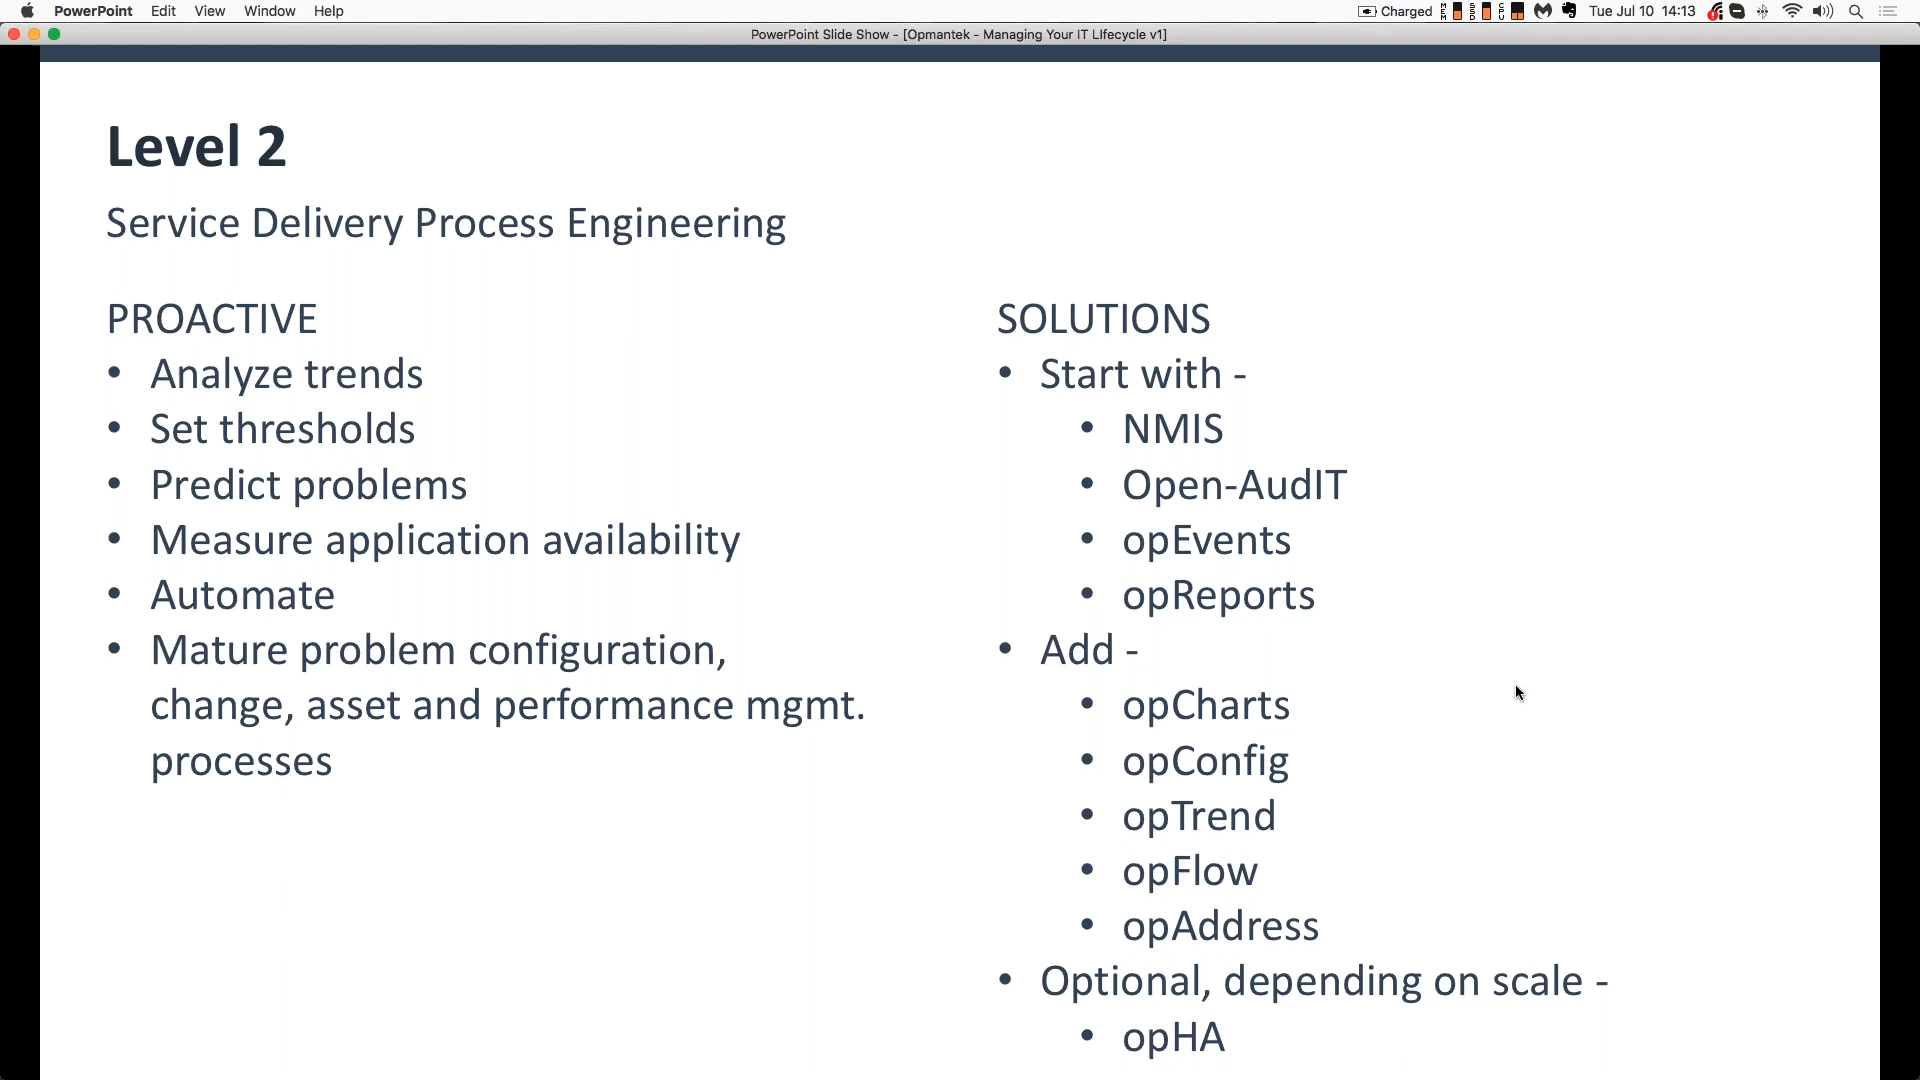 PowerPoint Edit View Window Help Charged MEM SSD CPU Tue Jul 10 14:13
PowerPoint Slide Show - [Opmantek - Managing Your IT LIfecycle v1]
Level 2
Service Delivery Process Engineering
PROACTIVE
• Analyze trends
• Set thresholds
• Predict problems
• Measure application availability
• Automate
• Mature problem configuration,
change, asset and performance mgmt.
processes
SOLUTIONS
• Start with -
• NMIS
• Open-AudIT
• opEvents
• opReports
• Add -
• opCharts
• opConfig
• opTrend
• opFlow
• opAddress
• Optional, depending on scale -
• opHA